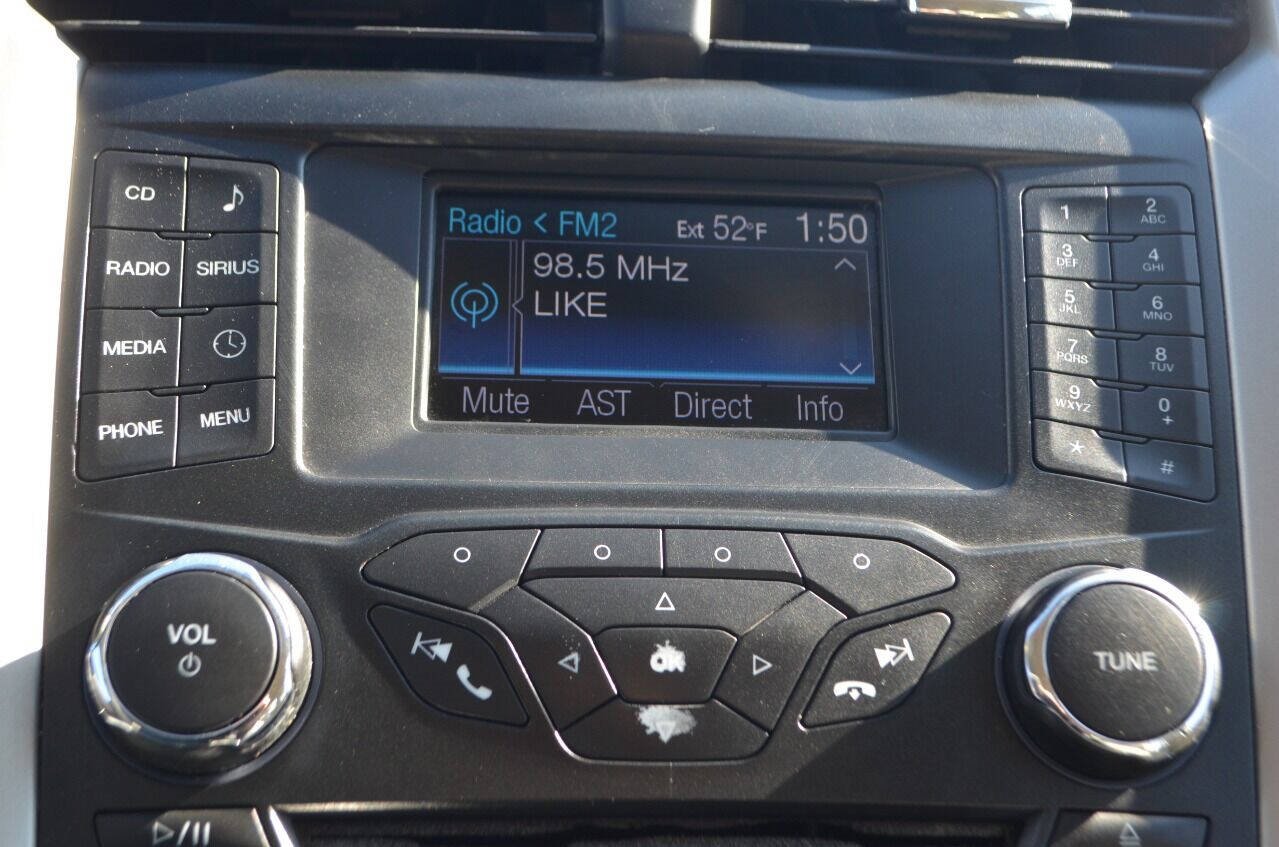 CD
RADIO SIRIUS
MEDIA
PHONE MENU
Radio < FM2 Ext 52°F 1:50
98.5 MHz
LIKE
Mute AST Direct Info
1 2 ABC
3 DEF 4 GHI
5 JKL 6 MNO
7 PQRS 8 TUV
9 WXYZ 0 +
* #
VOL
OK
TUNE